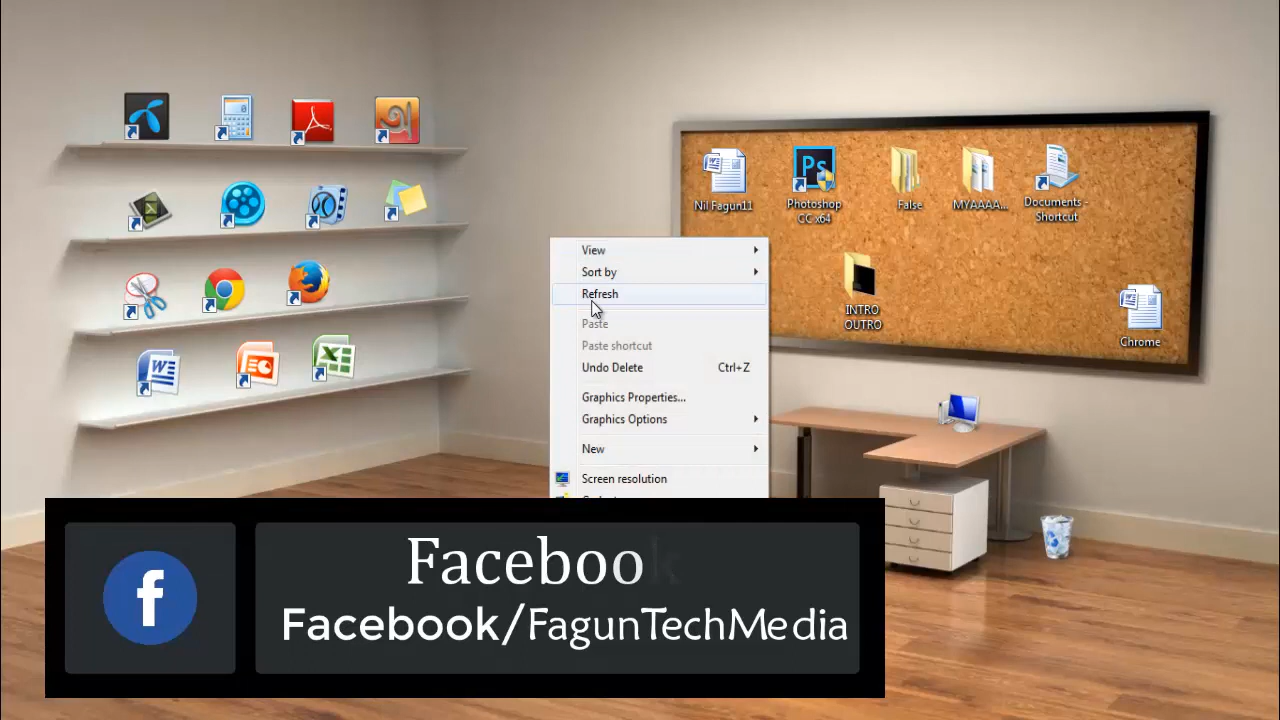 Nil Fagun11
Photoshop
CC x64
False
MYAAAA...
Documents -
Shortcut
INTRO
OUTRO
Chrome
View
Sort by
Refresh
Paste
Paste shortcut
Undo Delete Ctrl+Z
Graphics Properties...
Graphics Options
New
Screen resolution
Facebook
Facebook/FagunTechMedia